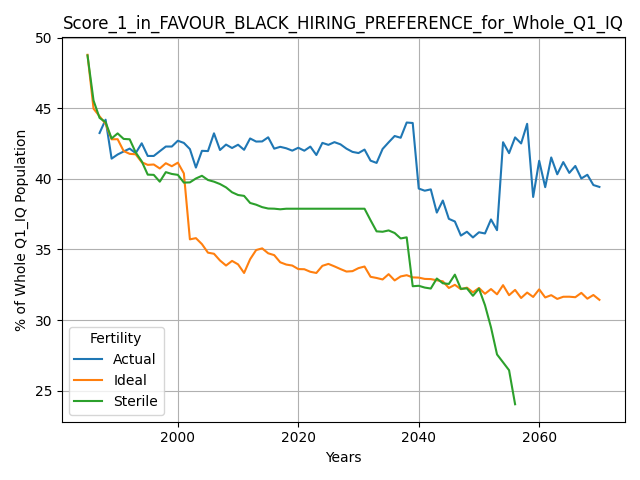 Score_1_in_FAVOUR_BLACK_HIRING_PREFERENCE_for_Whole_Q1_IQ
50
45
40
35
30
25
% of Whole Q1_IQ Population
Fertility
Actual
Ideal
Sterile
2000 2020 2040 2060
Years